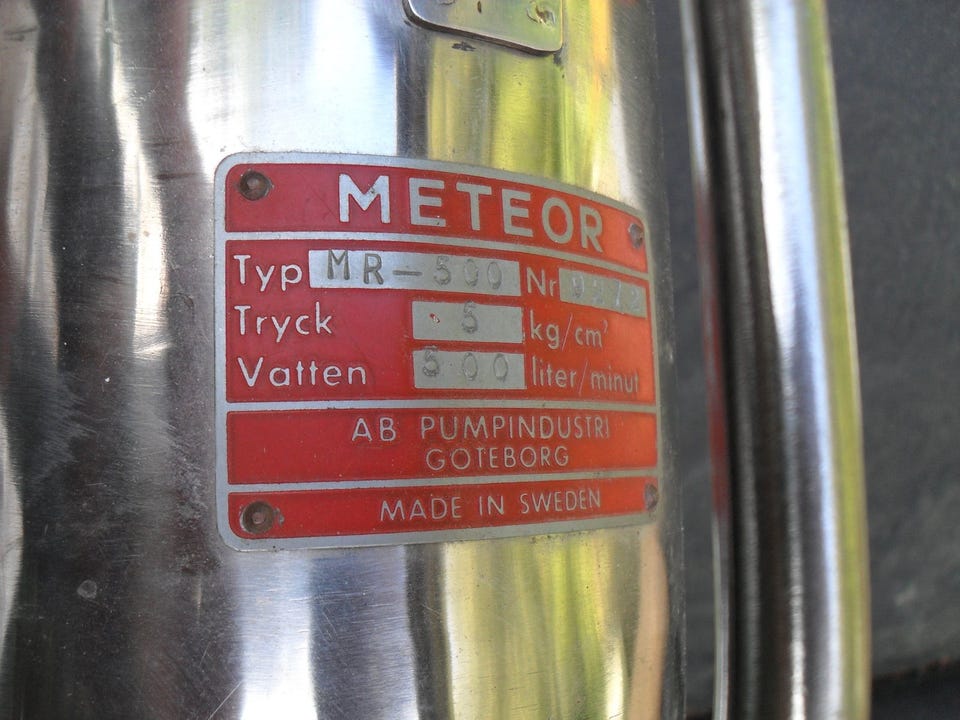 METEOR
Typ MR-500 Nr
Tryck 5 kg/cm²
Vatten 500 liter/minut
AB PUMPINDUSTRI
GÖTEBORG
MADE IN SWEDEN